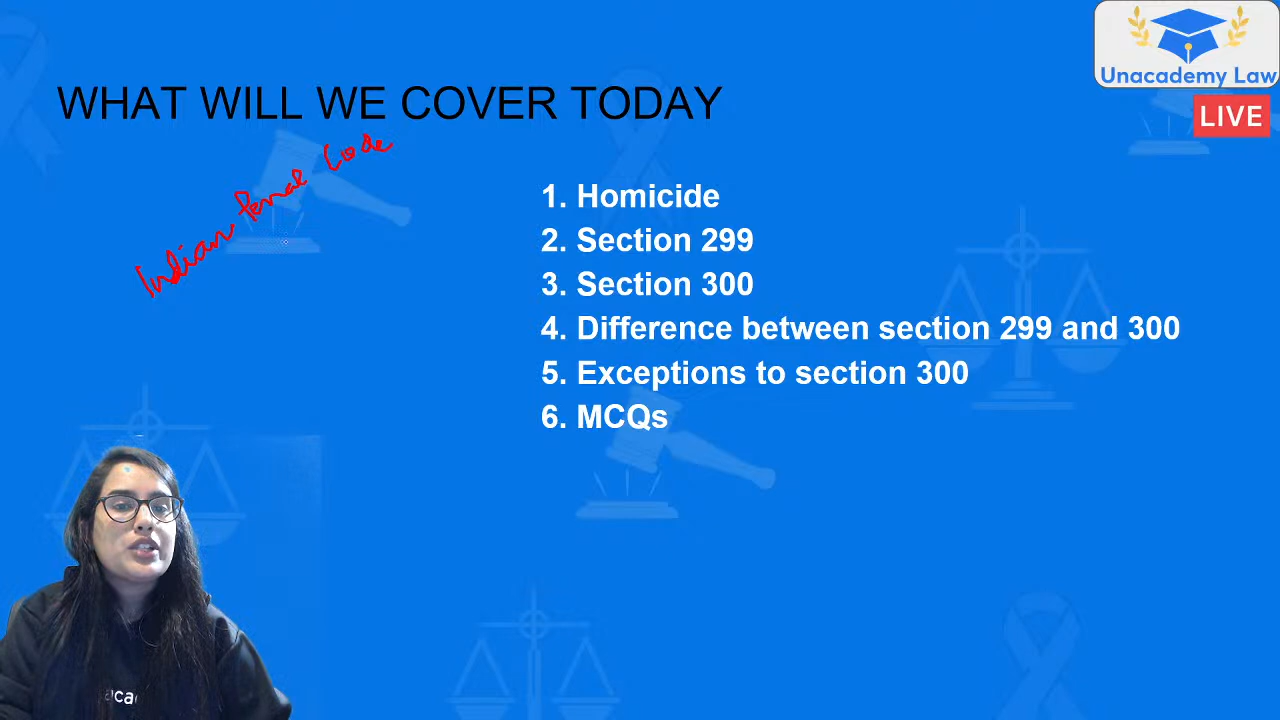 Unacademy Law
LIVE
WHAT WILL WE COVER TODAY
Indian Penal Code
1. Homicide
2. Section 299
3. Section 300
4. Difference between section 299 and 300
5. Exceptions to section 300
6. MCQs